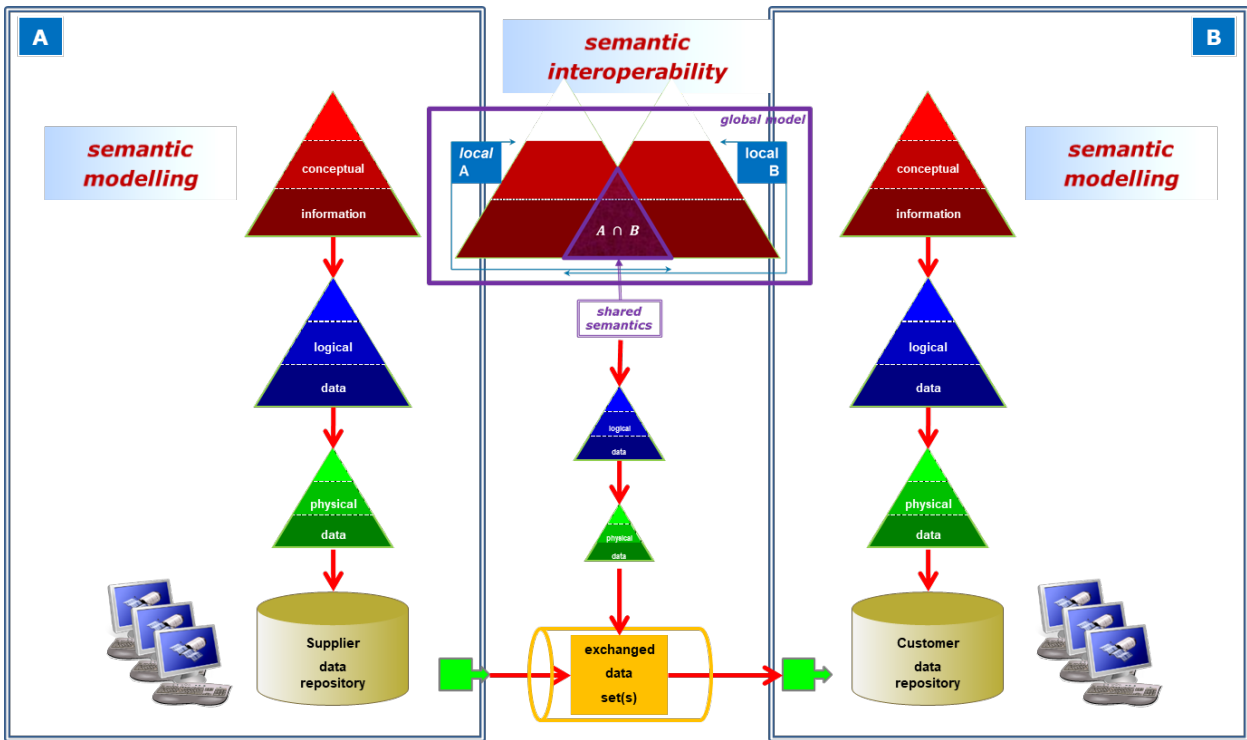 A
semantic
interoperability
B
global model
semantic
modelling
conceptual
information
local
A
local
B
A ∩ B
semantic
modelling
conceptual
information
shared
semantics
logical
data
logical
data
logical
data
physical
data
physical
data
physical
data
Supplier
data
repository
exchanged
data
set(s)
Customer
data
repository